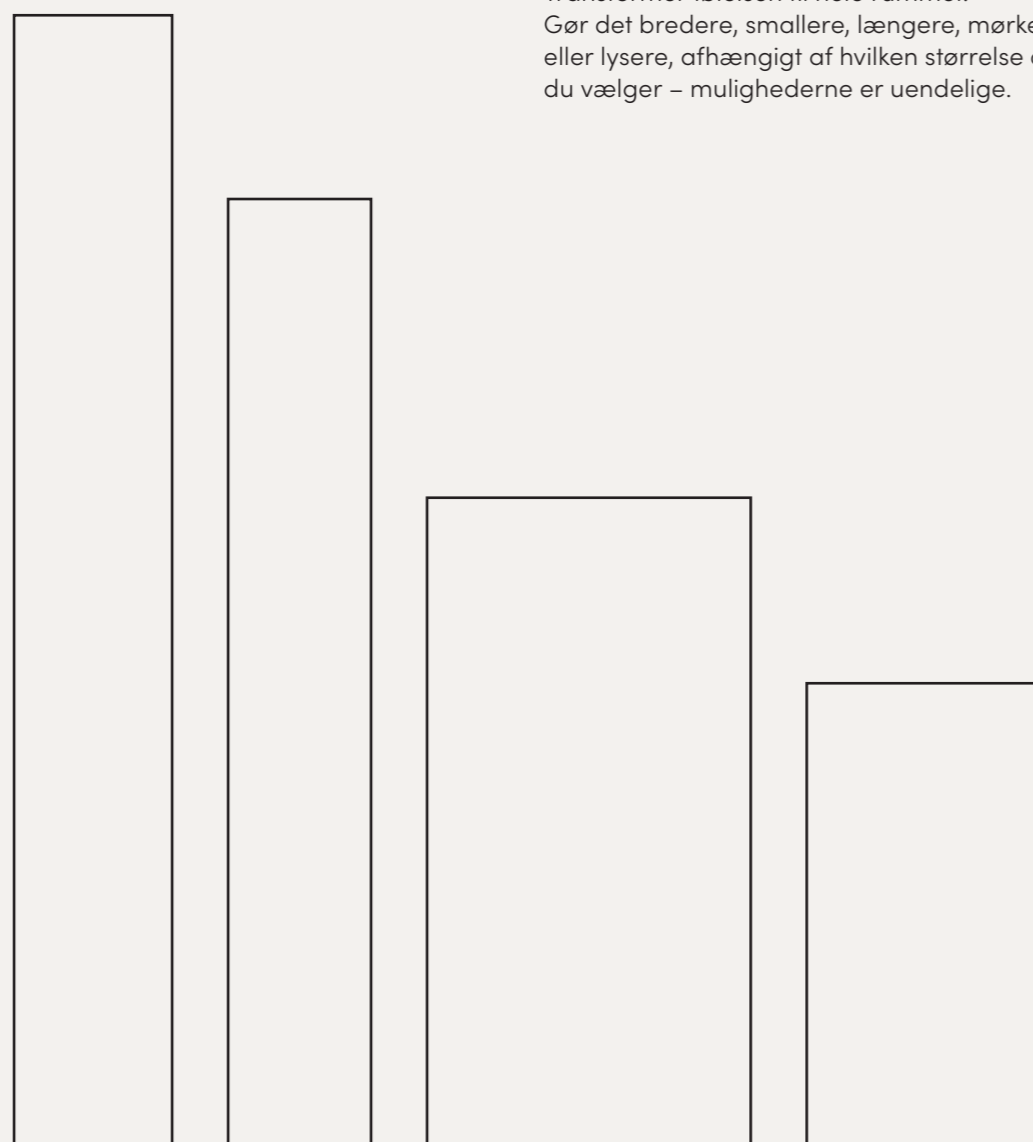 Gør det bredere, smallere, længere, mørke
eller lysere, afhængigt af hvilken størrelse
du vælger – mulighederne er uendelige.